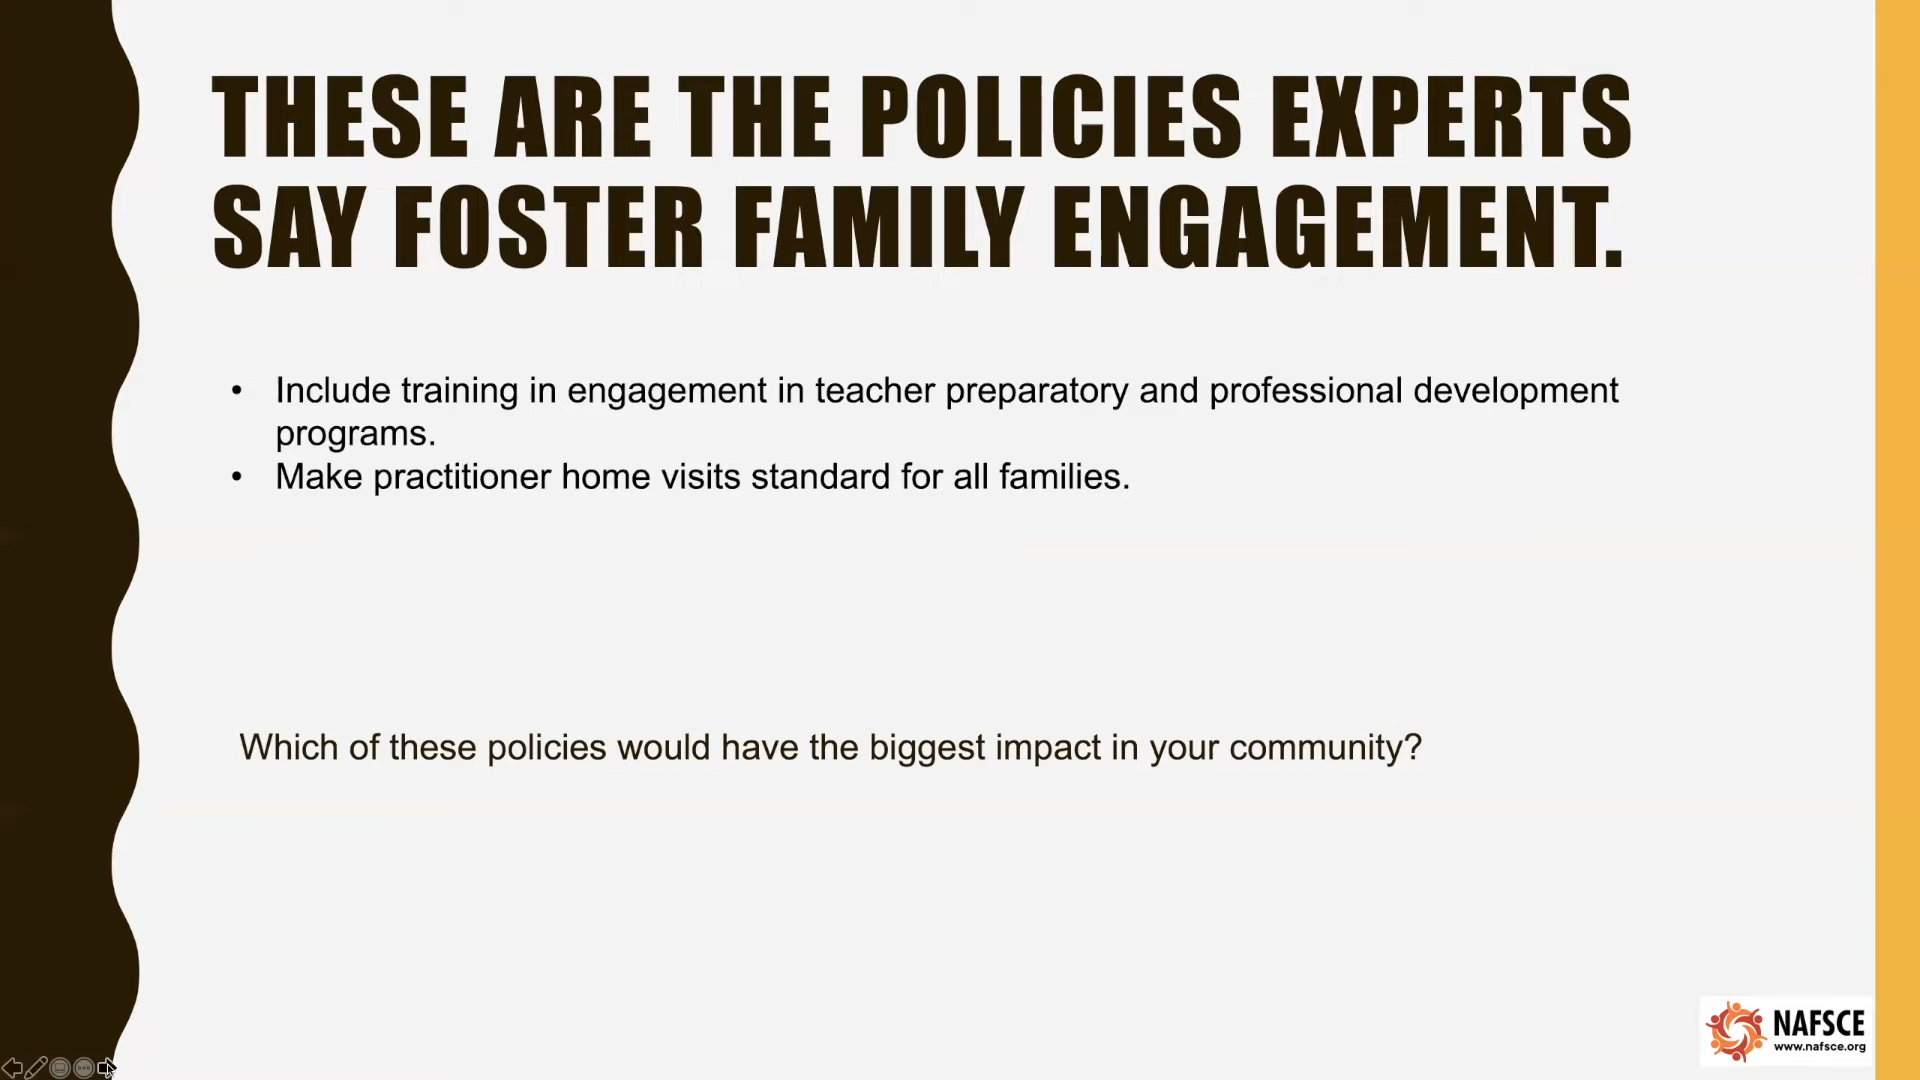 THESE ARE THE POLICIES EXPERTS
SAY FOSTER FAMILY ENGAGEMENT.
• Include training in engagement in teacher preparatory and professional development
programs.
• Make practitioner home visits standard for all families.
Which of these policies would have the biggest impact in your community?
NAFSCE
www.nafsce.org